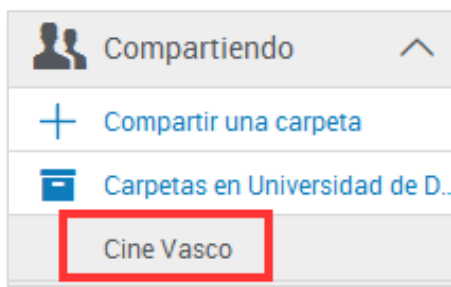 Compartiendo
Compartir una carpeta
Carpetas en Universidad de D..
Cine Vasco